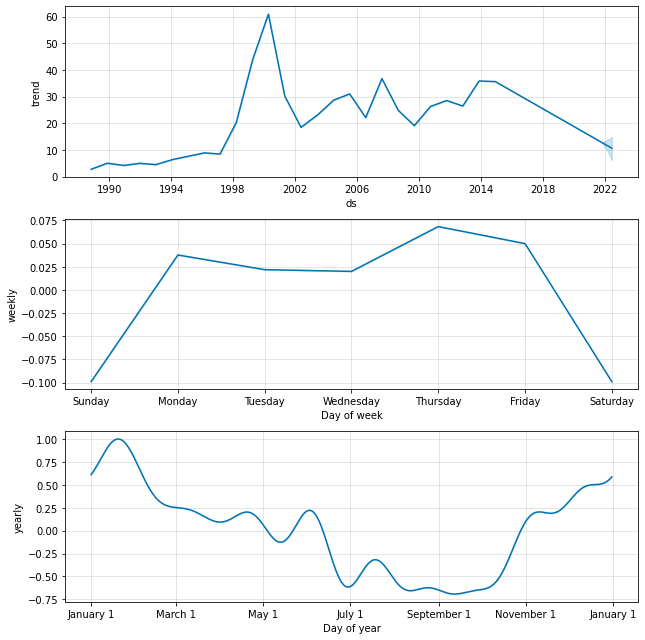 60
50
40
30
20
10
0
trend
1990 1994 1998 2002 2006 2010 2014 2018 2022
ds
0.075
0.050
0.025
0.000
−0.025
−0.050
−0.075
−0.100
weekly
Sunday Monday Tuesday Wednesday Thursday Friday Saturday
Day of week
1.00
0.75
0.50
0.25
0.00
−0.25
−0.50
−0.75
yearly
January 1 March 1 May 1 July 1 September 1 November 1 January 1
Day of year